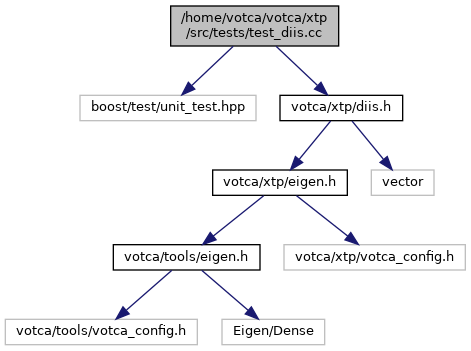 /home/votca/votca/xtp
/src/tests/test_diis.cc
boost/test/unit_test.hpp
votca/xtp/diis.h
votca/xtp/eigen.h
vector
votca/tools/eigen.h
votca/xtp/votca_config.h
votca/tools/votca_config.h
Eigen/Dense